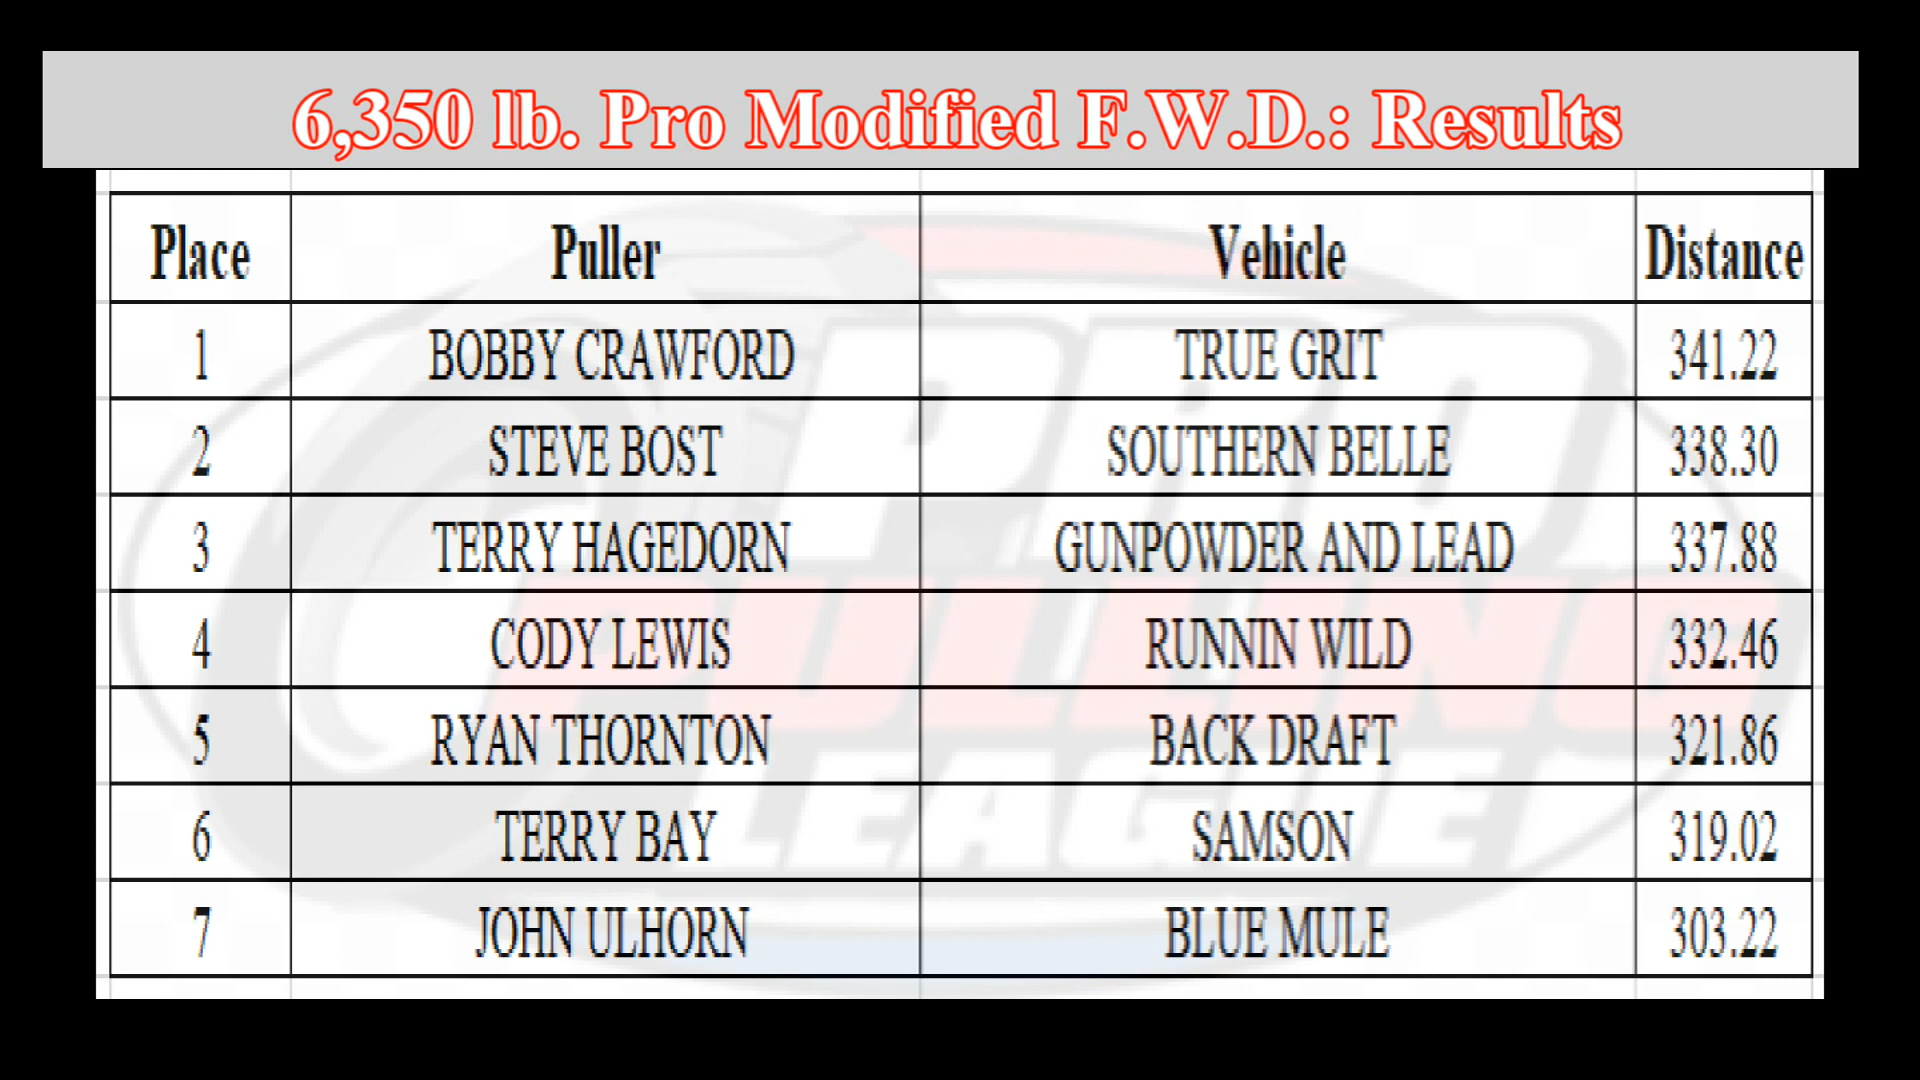 6,350 lb. Pro Modified F.W.D.: Results
Place Puller Vehicle Distance
1 BOBBY CRAWFORD TRUE GRIT 341.22
2 STEVE BOST SOUTHERN BELLE 338.30
3 TERRY HAGEDORN GUNPOWDER AND LEAD 337.88
4 CODY LEWIS RUNNIN WILD 332.46
5 RYAN THORNTON BACK DRAFT 321.86
6 TERRY BAY SAMSON 319.02
7 JOHN ULHORN BLUE MULE 303.22
PRO
PULLING
LEAGUE